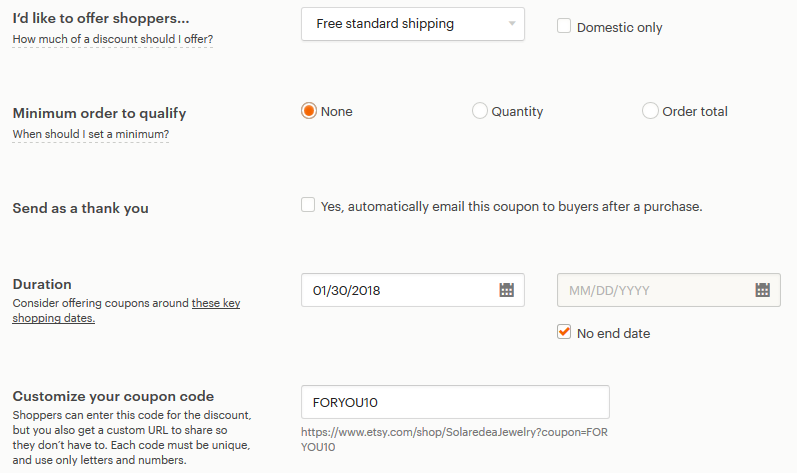 I'd like to offer shoppers...
How much of a discount should I offer?
Free standard shipping
Domestic only
Minimum order to qualify
When should I set a minimum?
None
Quantity
Order total
Send as a thank you
Yes, automatically email this coupon to buyers after a purchase.
Duration
Consider offering coupons around these key
shopping dates.
01/30/2018
MM/DD/YYYY
No end date
Customize your coupon code
Shoppers can enter this code for the discount,
but you also get a custom URL to share so
they don't have to. Each code must be unique,
and use only letters and numbers.
FORYOU10
https://www.etsy.com/shop/SolaredeaJewelry?coupon=FOR
YOU10